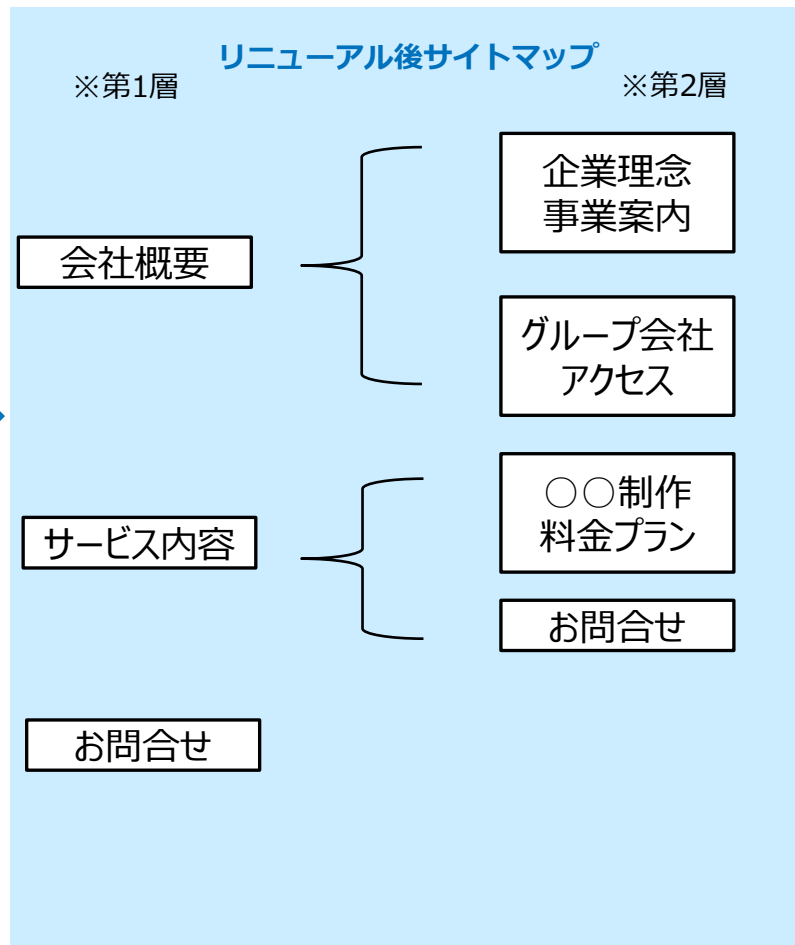 リニューアル後サイトマップ
※第1層
※第2層
会社概要
企業理念
事業案内
グループ会社
アクセス
サービス内容
○○制作
料金プラン
お問合せ
お問合せ